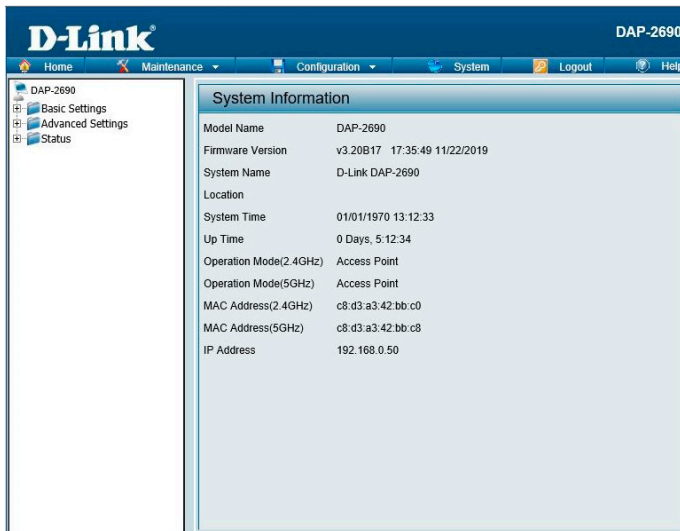 D-Link®
DAP-2690
Home Maintenance Configuration System Logout Help
DAP-2690
Basic Settings
Advanced Settings
Status
System Information
Model Name DAP-2690
Firmware Version v3.20B17 17:35:49 11/22/2019
System Name D-Link DAP-2690
Location
System Time 01/01/1970 13:12:33
Up Time 0 Days, 5:12:34
Operation Mode(2.4GHz) Access Point
Operation Mode(5GHz) Access Point
MAC Address(2.4GHz) c8:d3:a3:42:bb:c0
MAC Address(5GHz) c8:d3:a3:42:bb:c8
IP Address 192.168.0.50